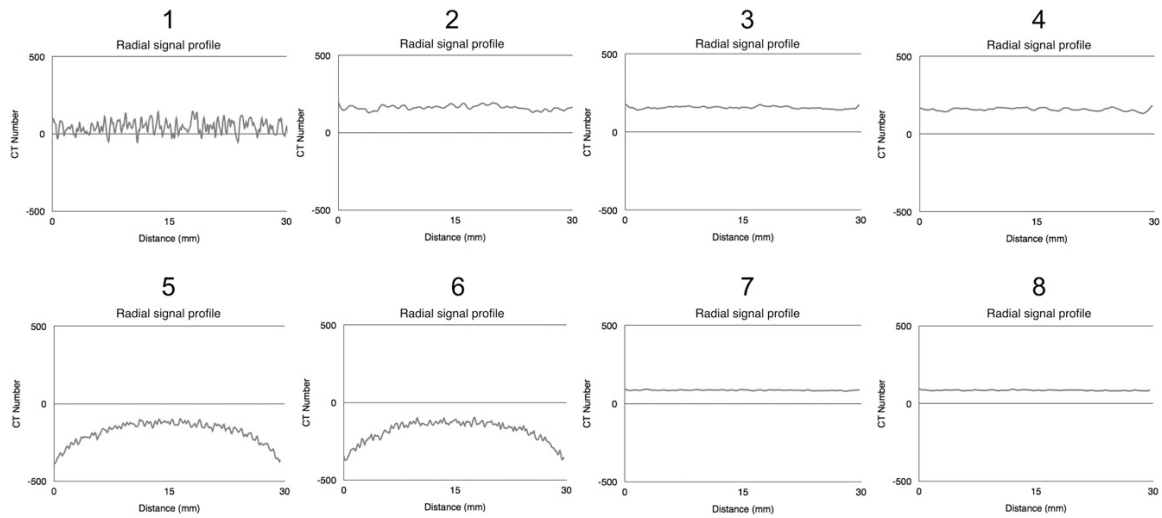 1 2 3 4
Radial signal profile Radial signal profile Radial signal profile Radial signal profile
500 500 500 500
CT Number CT Number CT Number CT Number
0 0 0 0
-500 -500 -500 -500
0 15 30 0 15 30 0 15 30 0 15 30
Distance (mm) Distance (mm) Distance (mm) Distance (mm)
5 6 7 8
Radial signal profile Radial signal profile Radial signal profile Radial signal profile
500 500 500 500
CT Number CT Number CT Number CT Number
0 0 0 0
-500 -500 -500 -500
0 15 30 0 15 30 0 15 30 0 15 30
Distance (mm) Distance (mm) Distance (mm) Distance (mm)